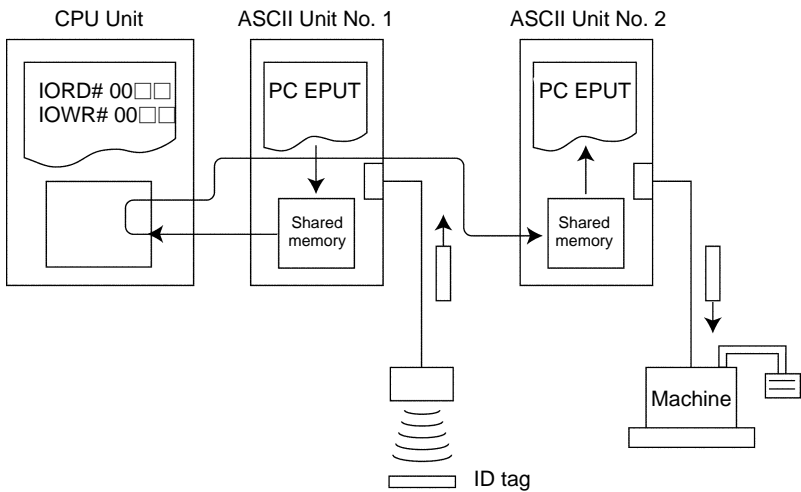 CPU Unit
ASCII Unit No. 1
ASCII Unit No. 2
IORD# 00□□
IOWR# 00□□
PC EPUT
PC EPUT
Shared
memory
Shared
memory
Machine
ID tag